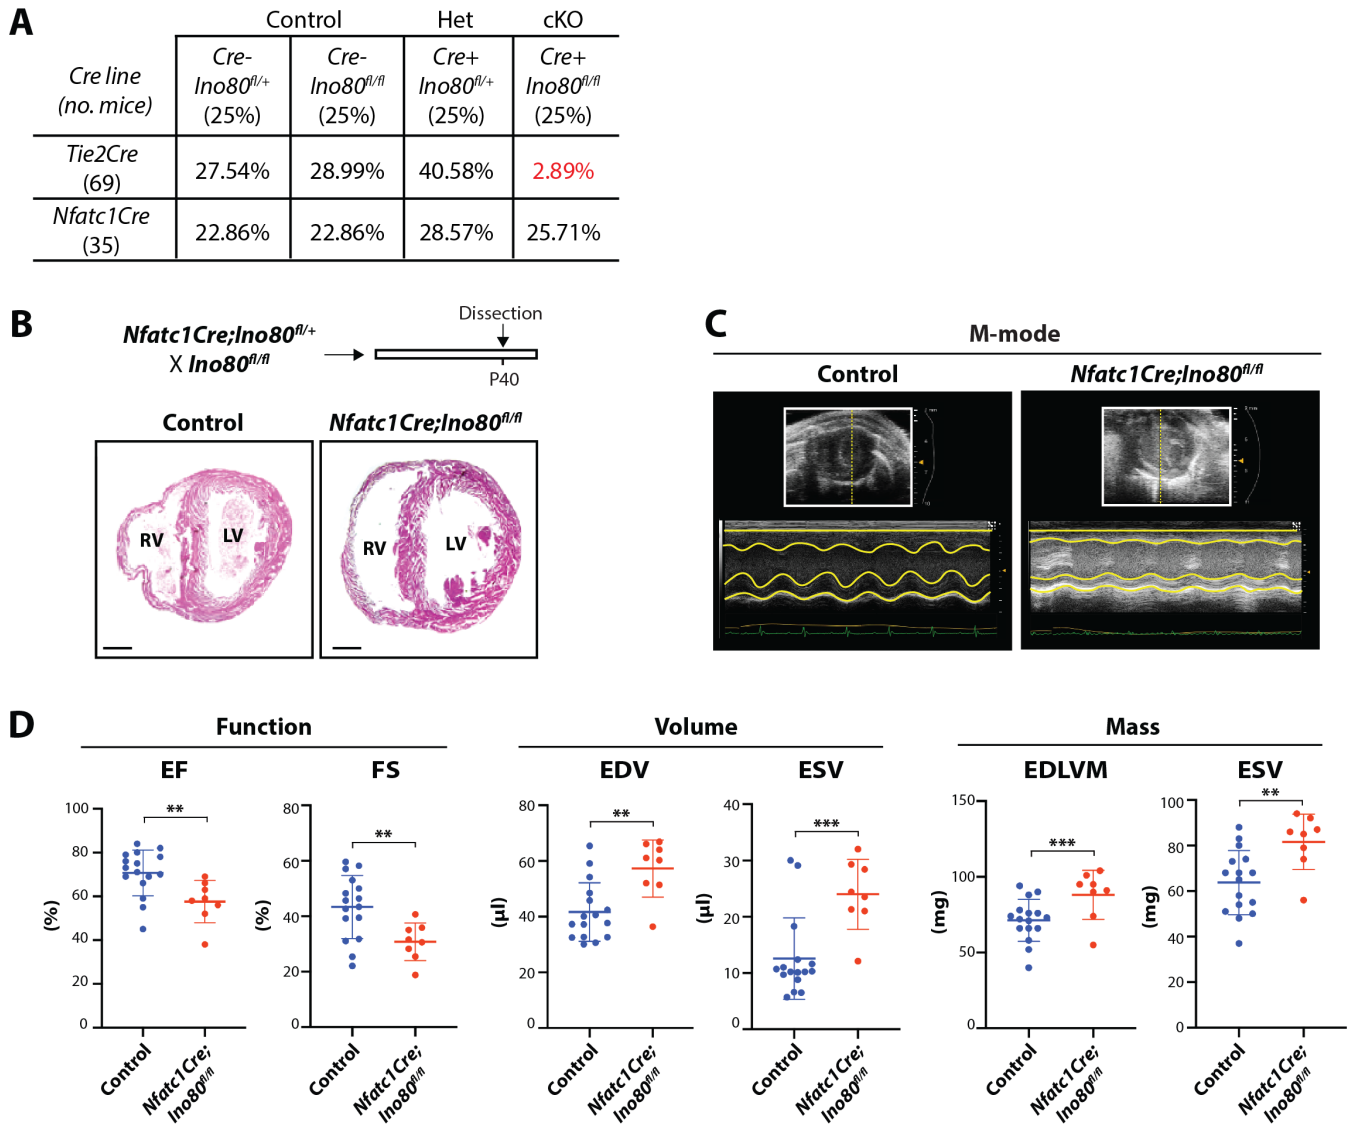 A
Control Het cKO
Cre line
(no. mice)
Cre-
Ino80fl/+
(25%)
Cre-
Ino80fl/fl
(25%)
Cre+
Ino80fl/+
(25%)
Cre+
Ino80fl/fl
(25%)
Tie2Cre
(69)
27.54% 28.99% 40.58% 2.89%
Nfatc1Cre
(35)
22.86% 22.86% 28.57% 25.71%
B
Nfatc1Cre;Ino80fl/+
X Ino80fl/fl
Dissection
P40
Control
Nfatc1Cre;Ino80fl/fl
RV
LV
RV
LV
C
M-mode
Control
Nfatc1Cre;Ino80fl/fl
D
Function
EF
**
100
80
60
40
20
0
(%)
Control
Nfatc1Cre;
Ino80fl/fl
FS
**
80
60
40
20
0
(%)
Control
Nfatc1Cre;
Ino80fl/fl
Volume
EDV
**
80
60
40
20
0
(µl)
Control
Nfatc1Cre;
Ino80fl/fl
ESV
***
40
30
20
10
0
(µl)
Control
Nfatc1Cre;
Ino80fl/fl
Mass
EDLVM
***
150
100
50
0
(mg)
Control
Nfatc1Cre;
Ino80fl/fl
ESV
**
100
80
60
40
20
0
(mg)
Control
Nfatc1Cre;
Ino80fl/fl